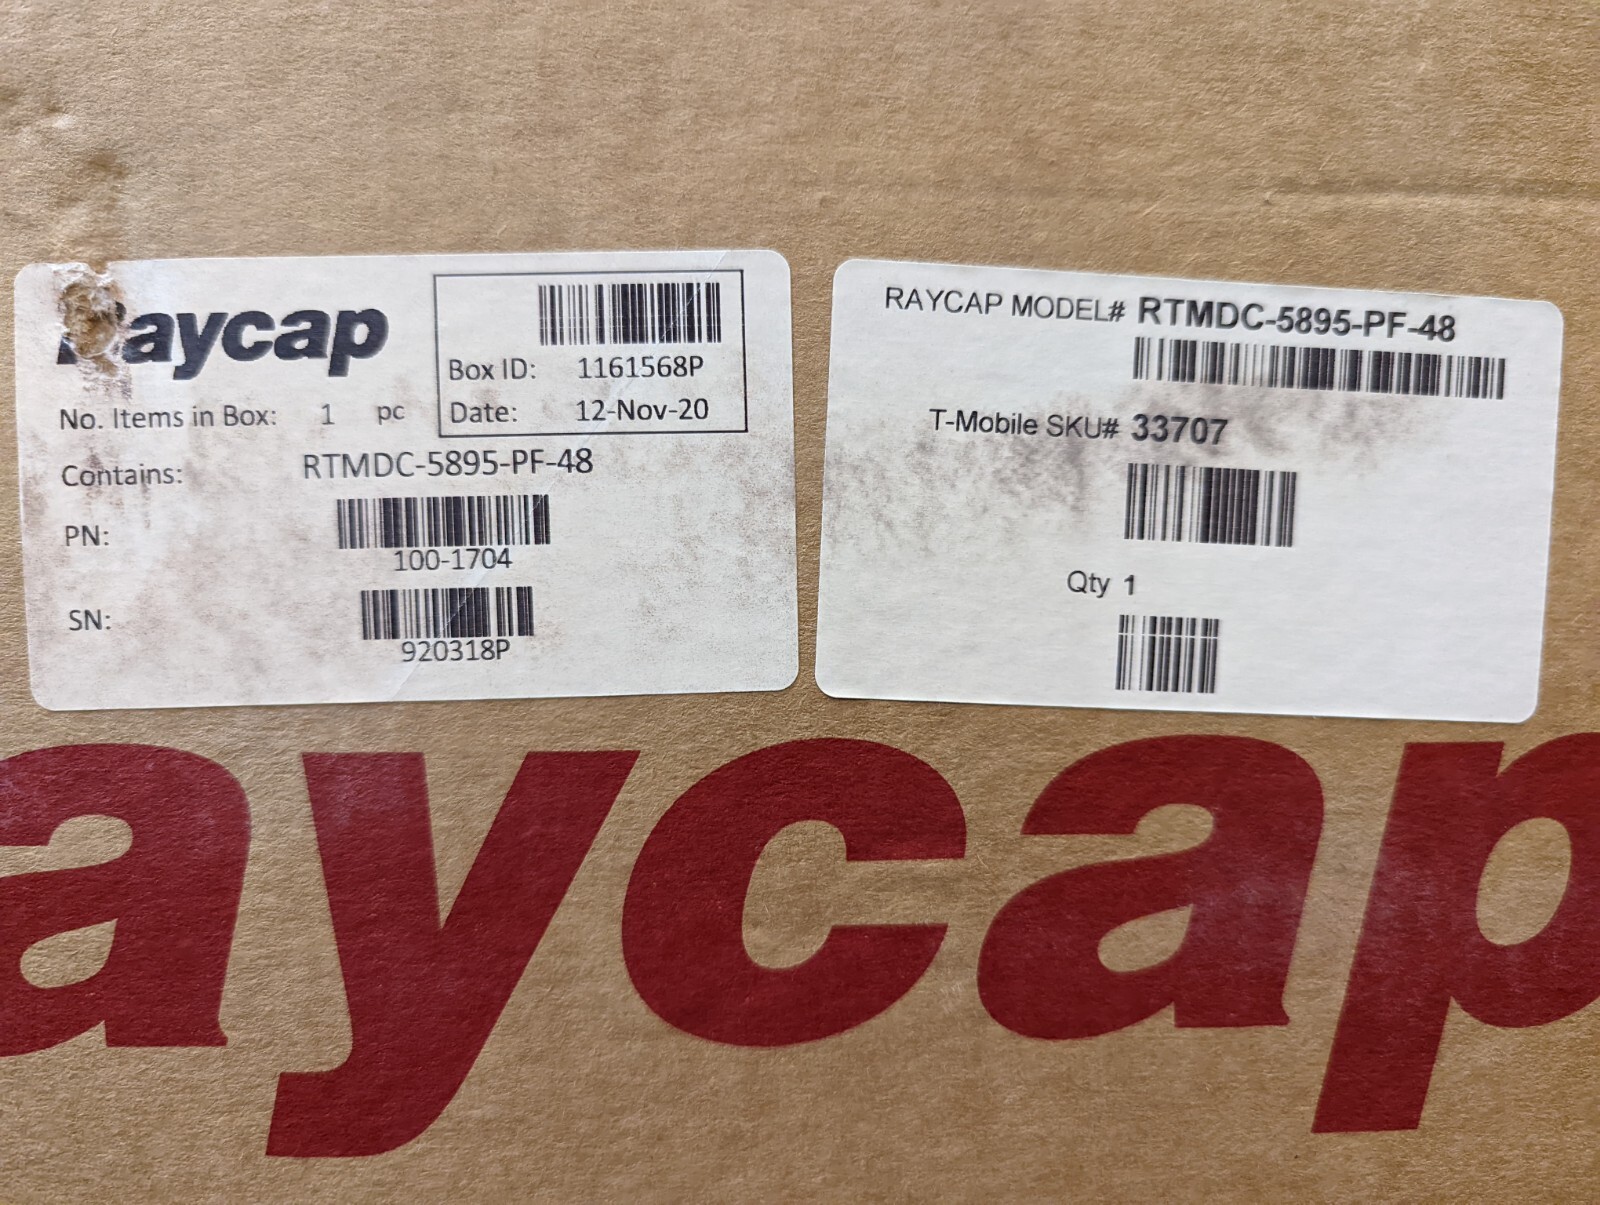 Raycap
Box ID: 1161568P
Date: 12-Nov-20
No. Items in Box: 1 pc
Contains: RTMDC-5895-PF-48
PN:
100-1704
SN:
920318P
RAYCAP MODEL# RTMDC-5895-PF-48
T-Mobile SKU# 33707
Qty 1
aycap